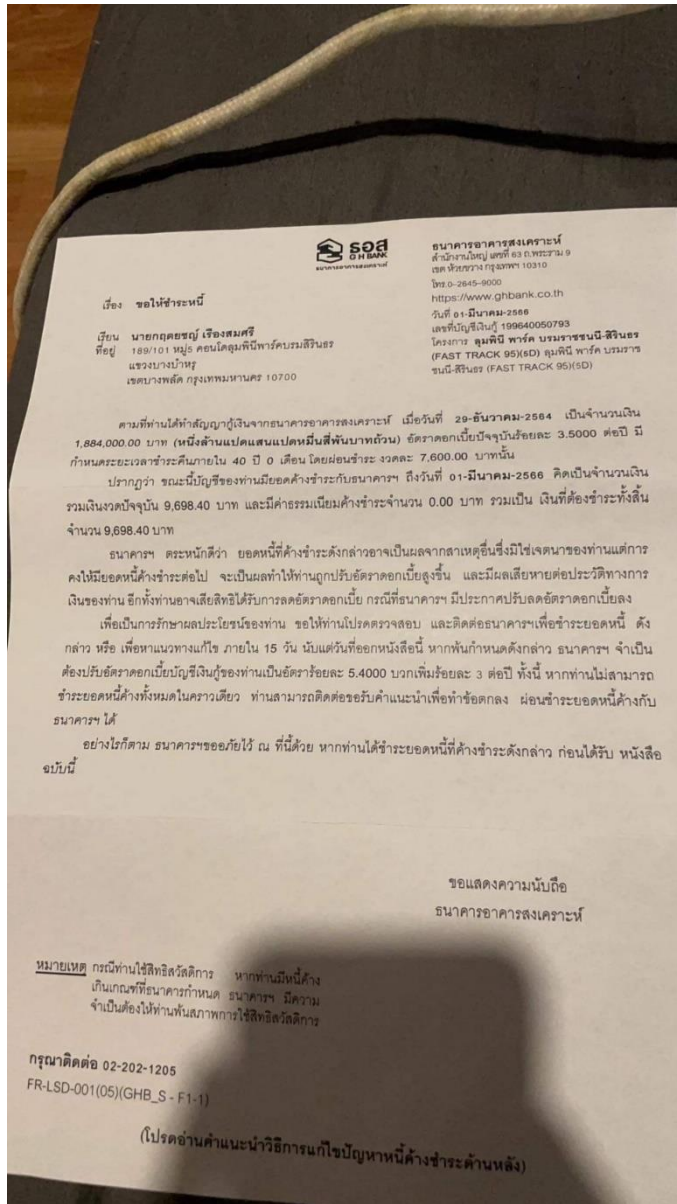 ธอส
G H BANK
ธนาคารอาคารสงเคราะห์
ธนาคารอาคารสงเคราะห์
สำนักงานใหญ่ เลขที่ 63 ถ.พระราม 9
เขต ห้วยขวาง กรุงเทพฯ 10310
โทร.0-2645-9000
https://www.ghbank.co.th
วันที่ 01-มีนาคม-2566
เลขที่บัญชีเงินกู้ 199640050793
โครงการ ลุมพินี พาร์ค บรมราชชนนี-สิรินธร
(FAST TRACK 95)(5D) ลุมพินี พาร์ค บรมราช
ชนนี-สิรินธร (FAST TRACK 95)(5D)
เรื่อง ขอให้ชำระหนี้
เรียน นายกฤตยชญ์ เรืองสมศรี
ที่อยู่ 189/101 หมู่5 คอนโดลุมพินีพาร์คบรมสิรินธร
แขวงบางบำหรุ
เขตบางพลัด กรุงเทพมหานคร 10700
ตามที่ท่านได้ทำสัญญากู้เงินจากธนาคารอาคารสงเคราะห์ เมื่อวันที่ 29-ธันวาคม-2564 เป็นจำนวนเงิน
1,884,000.00 บาท (หนึ่งล้านแปดแสนแปดหมื่นสี่พันบาทถ้วน) อัตราดอกเบี้ยปัจจุบันร้อยละ 3.5000 ต่อปี มี
กำหนดระยะเวลาชำระคืนภายใน 40 ปี 0 เดือน โดยผ่อนชำระ งวดละ 7,600.00 บาทนั้น
ปรากฏว่า ขณะนี้บัญชีของท่านมียอดค้างชำระกับธนาคารฯ ถึงวันที่ 01-มีนาคม-2566 คิดเป็นจำนวนเงิน
รวมเงินงวดปัจจุบัน 9,698.40 บาท และมีค่าธรรมเนียมค้างชำระจำนวน 0.00 บาท รวมเป็น เงินที่ต้องชำระทั้งสิ้น
จำนวน 9,698.40 บาท
ธนาคารฯ ตระหนักดีว่า ยอดหนี้ที่ค้างชำระดังกล่าวอาจเป็นผลจากสาเหตุอื่นซึ่งมิใช่เจตนาของท่านแต่การ
คงให้มียอดหนี้ค้างชำระต่อไป จะเป็นผลทำให้ท่านถูกปรับอัตราดอกเบี้ยสูงขึ้น และมีผลเสียหายต่อประวัติทางการ
เงินของท่าน อีกทั้งท่านอาจเสียสิทธิได้รับการลดอัตราดอกเบี้ย กรณีที่ธนาคารฯ มีประกาศปรับลดอัตราดอกเบี้ยลง
เพื่อเป็นการรักษาผลประโยชน์ของท่าน ขอให้ท่านโปรดตรวจสอบ และติดต่อธนาคารฯเพื่อชำระยอดหนี้ ดัง
กล่าว หรือ เพื่อหาแนวทางแก้ไข ภายใน 15 วัน นับแต่วันที่ออกหนังสือนี้ หากพ้นกำหนดดังกล่าว ธนาคารฯ จำเป็น
ต้องปรับอัตราดอกเบี้ยบัญชีเงินกู้ของท่านเป็นอัตราร้อยละ 5.4000 บวกเพิ่มร้อยละ 3 ต่อปี ทั้งนี้ หากท่านไม่สามารถ
ชำระยอดหนี้ค้างทั้งหมดในคราวเดียว ท่านสามารถติดต่อขอรับคำแนะนำเพื่อทำข้อตกลง ผ่อนชำระยอดหนี้ค้างกับ
ธนาคารฯ ได้
อย่างไรก็ตาม ธนาคารฯขออภัยไว้ ณ ที่นี้ด้วย หากท่านได้ชำระยอดหนี้ที่ค้างชำระดังกล่าว ก่อนได้รับ หนังสือ
ฉบับนี้
ขอแสดงความนับถือ
ธนาคารอาคารสงเคราะห์
หมายเหตุ กรณีท่านใช้สิทธิสวัสดิการ หากท่านมีหนี้ค้าง
เกินเกณฑ์ที่ธนาคารกำหนด ธนาคารฯ มีความ
จำเป็นต้องให้ท่านพ้นสภาพการใช้สิทธิสวัสดิการ
กรุณาติดต่อ 02-202-1205
FR-LSD-001(05)(GHB_S - F1-1)
(โปรดอ่านคำแนะนำวิธีการแก้ไขปัญหาหนี้ค้างชำระด้านหลัง)